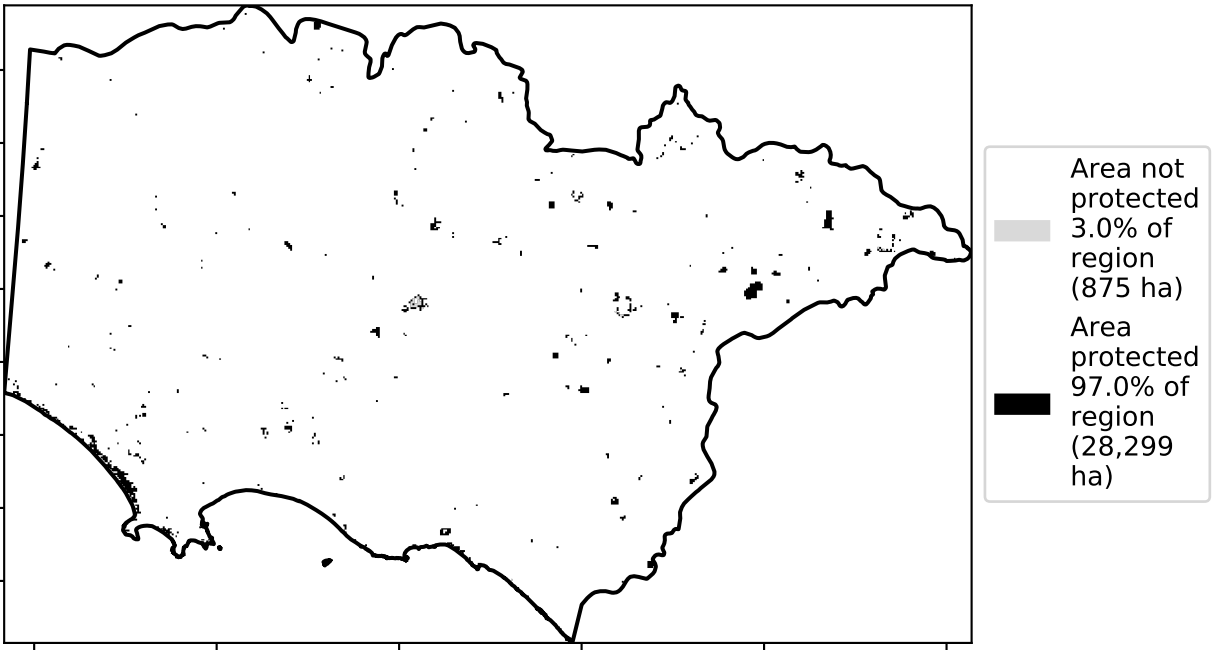 Area not
protected
3.0% of
region
(875 ha)
Area
protected
97.0% of
region
(28,299
ha)